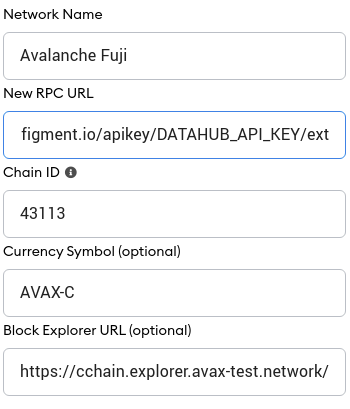 Network Name
Avalanche Fuji
New RPC URL
figment.io/apikey/DATAHUB_API_KEY/ext
Chain ID
43113
Currency Symbol (optional)
AVAX-C
Block Explorer URL (optional)
https://cchain.explorer.avax-test.network/